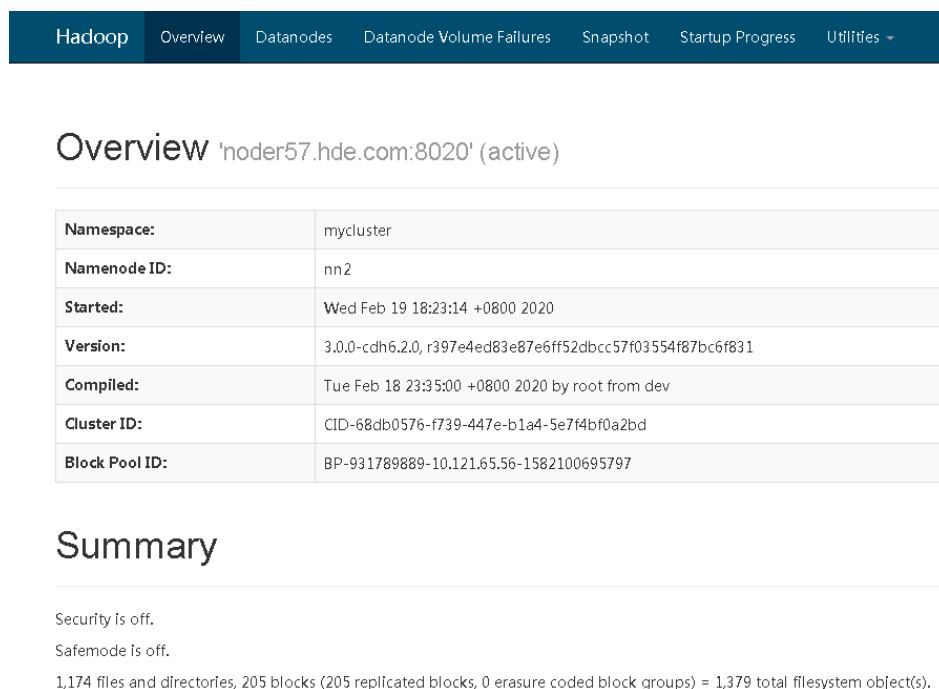 Hadoop Overview Datanodes Datanode Volume Failures Snapshot Startup Progress Utilities
Overview 'noder57.hde.com:8020' (active)
Namespace: mycluster
Namenode ID: nn2
Started: Wed Feb 19 18:23:14 +0800 2020
Version: 3.0.0-cdh6.2.0, r397e4ed83e87e6ff52dbcc57f03554f87bc6f831
Compiled: Tue Feb 18 23:35:00 +0800 2020 by root from dev
Cluster ID: CID-68db0576-f739-447e-b1a4-5e7f4bf0a2bd
Block Pool ID: BP-931789889-10.121.65.56-1582100695797
Summary
Security is off.
Safemode is off.
1,174 files and directories, 205 blocks (205 replicated blocks, 0 erasure coded block groups) = 1,379 total filesystem object(s).